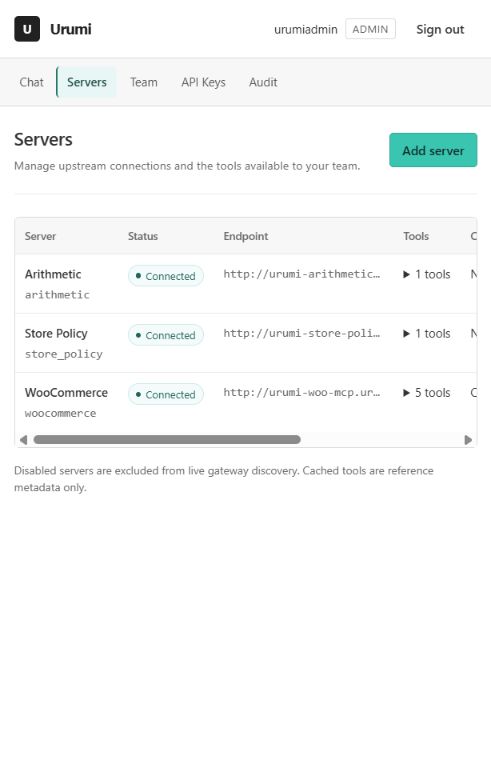 U Urumi urumiadmin ADMIN Sign out
Chat Servers Team API Keys Audit
Servers
Add server
Manage upstream connections and the tools available to your team.
Server Status Endpoint Tools
Arithmetic Connected http://urumi-arithmetic… 1 tools
arithmetic
Store Policy Connected http://urumi-store-poli… 1 tools
store_policy
WooCommerce Connected http://urumi-woo-mcp.ur… 5 tools
woocommerce
Disabled servers are excluded from live gateway discovery. Cached tools are reference
metadata only.